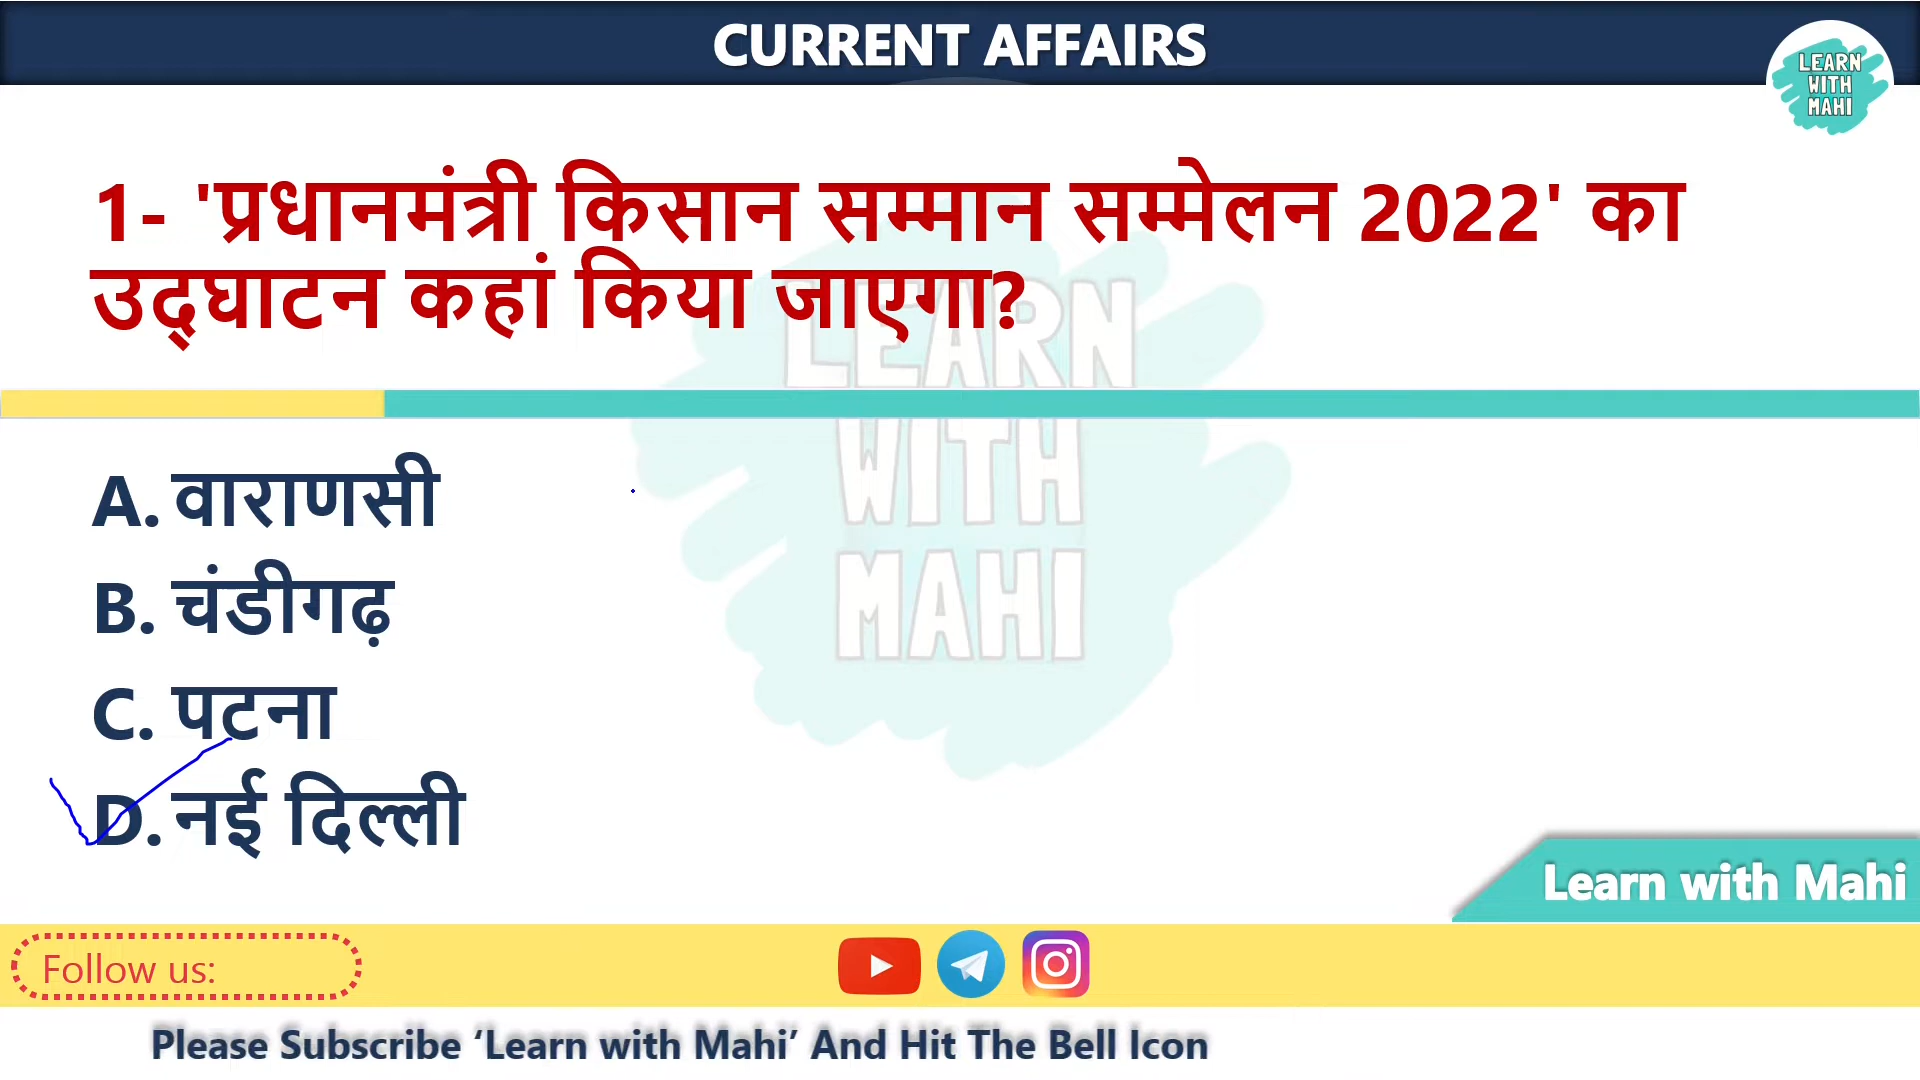 CURRENT AFFAIRS
LEARN
WITH
MAHI
1- 'प्रधानमंत्री किसान सम्मान सम्मेलन 2022' का
उद्घाटन कहां किया जाएगा?
LEARN
WITH
MAHI
A. वाराणसी
B. चंडीगढ़
C. पटना
D. नई दिल्ली
Learn with Mahi
Follow us:
Please Subscribe ‘Learn with Mahi’ And Hit The Bell Icon